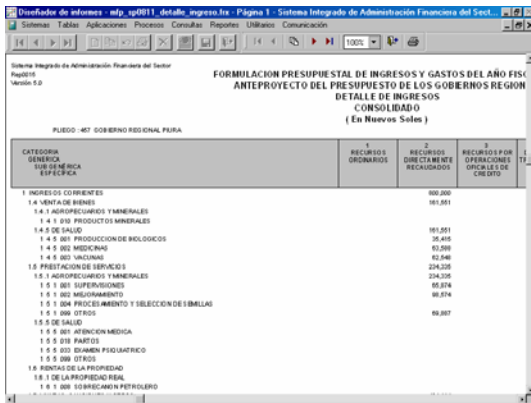 Diseñador de informes - mfp_sp0811_detalle_ingreso.frx - Página 1 - Sistema Integrado de Administración Financiera del Sect...
Sistemas Tablas Aplicaciones Procesos Consultas Reportes Utilitarios Comunicación
100%
Sistema Integrado de Administración Financiera del Sector
Rep0815
Versión 5.0
FORMULACION PRESUPUESTAL DE INGRESOS Y GASTOS DEL AÑO FISC
ANTEPROYECTO DEL PRESUPUESTO DE LOS GOBIERNOS REGION
DETALLE DE INGRESOS
CONSOLIDADO
( En Nuevos Soles )
PLIEGO : 457 GOBIERNO REGIONAL PIURA
CATEGORIA
GENERICA
SUB GENÉRICA
ESPECÍFICA
1
RECURSOS
ORDINARIOS
2
RECURSOS
DIRECTAMENTE
RECAUDADOS
3
RECURSOS POR
OPERACIONES
OFICIALES DE
CREDITO
1 INGRESOS CORRIENTES 600,000
1.4 VENTA DE BIENES 161,551
1.4.1 AGROPECUARIOS Y MINERALES
1 4 1 010 PRODUCTOS MINERALES
1.4.5 DE SALUD 161,551
1 4 5 001 PRODUCCION DE BIOLOGICOS 35,415
1 4 5 002 MEDICINAS 63,588
1 4 5 003 VACUNAS 62,548
1.5 PRESTACION DE SERVICIOS 234,335
1.5.1 AGROPECUARIOS Y MINERALES 234,335
1 5 1 001 SUPERVISIONES 65,874
1 5 1 002 MEJORAMIENTO 98,574
1 5 1 004 PROCESAMIENTO Y SELECCION DE SEMILLAS
1 5 1 099 OTROS 69,887
1.5.5 DE SALUD
1 5 5 001 ATENCION MEDICA
1 5 5 018 PARTOS
1 5 5 033 EXAMEN PSIQUIATRICO
1 5 5 099 OTROS
1.6 RENTAS DE LA PROPIEDAD
1.6.1 DE LA PROPIEDAD REAL
1 6 1 008 SOBRECANON PETROLERO